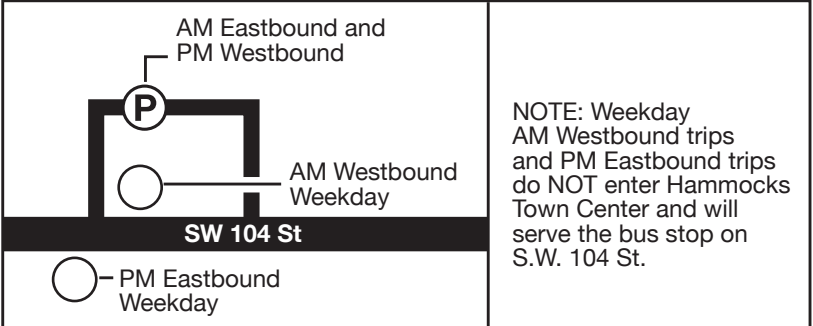 AM Eastbound and
PM Westbound
P
AM Westbound
Weekday
SW 104 St
PM Eastbound
Weekday
NOTE: Weekday
AM Westbound trips
and PM Eastbound trips
do NOT enter Hammocks
Town Center and will
serve the bus stop on
S.W. 104 St.